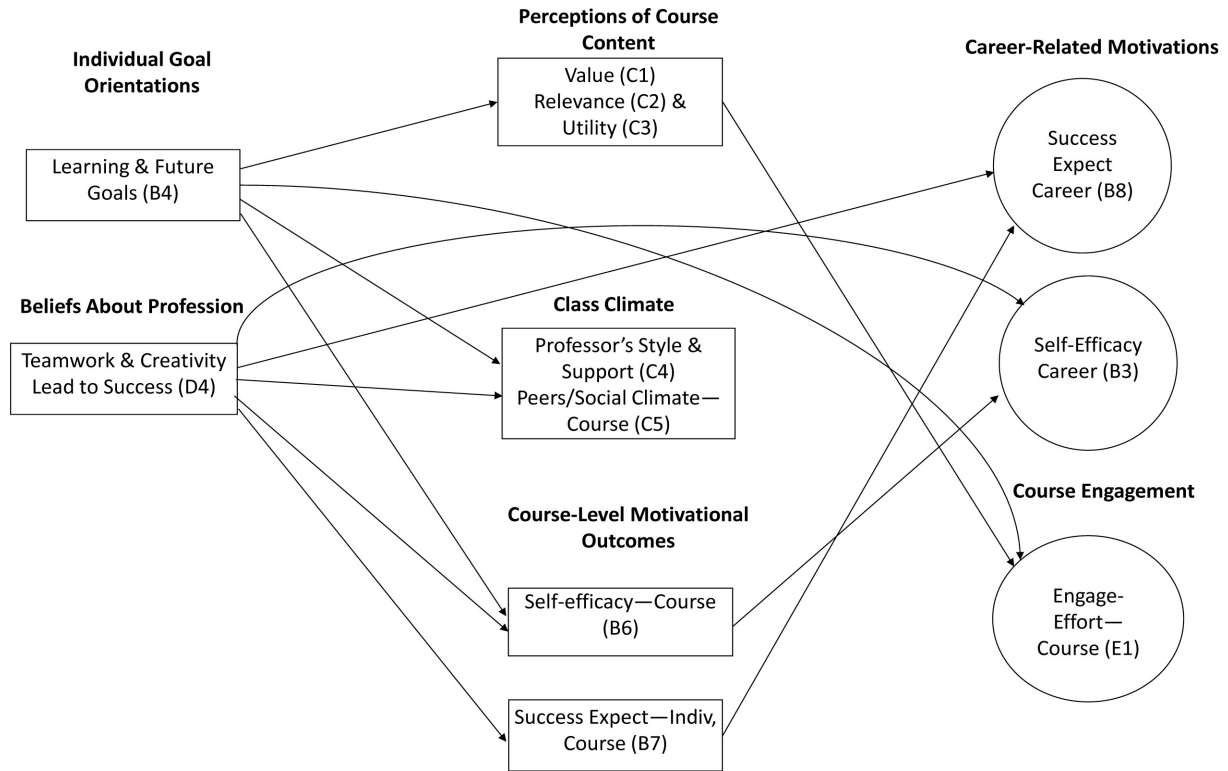 Individual Goal
Orientations
Learning & Future
Goals (B4)
Beliefs About Profession
Teamwork & Creativity
Lead to Success (D4)
Perceptions of Course
Content
Value (C1)
Relevance (C2) &
Utility (C3)
Class Climate
Professor’s Style &
Support (C4)
Peers/Social Climate—
Course (C5)
Course-Level Motivational
Outcomes
Self-efficacy—Course
(B6)
Success Expect—Indiv,
Course (B7)
Career-Related Motivations
Success
Expect
Career (B8)
Self-Efficacy
Career (B3)
Course Engagement
Engage-
Effort—
Course (E1)